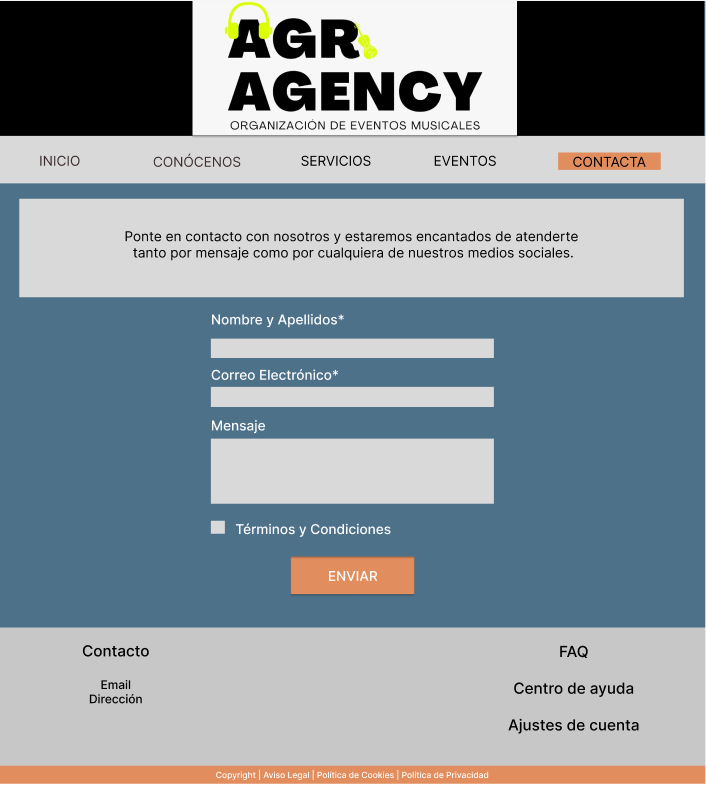 AGR
AGENCY
ORGANIZACIÓN DE EVENTOS MUSICALES
INICIO CONÓCENOS SERVICIOS EVENTOS CONTACTA
Ponte en contacto con nosotros y estaremos encantados de atenderte
tanto por mensaje como por cualquiera de nuestros medios sociales.
Nombre y Apellidos*
Correo Electrónico*
Mensaje
Términos y Condiciones
ENVIAR
Contacto
Email
Dirección
FAQ
Centro de ayuda
Ajustes de cuenta
Copyright | Aviso Legal | Política de Cookies | Política de Privacidad